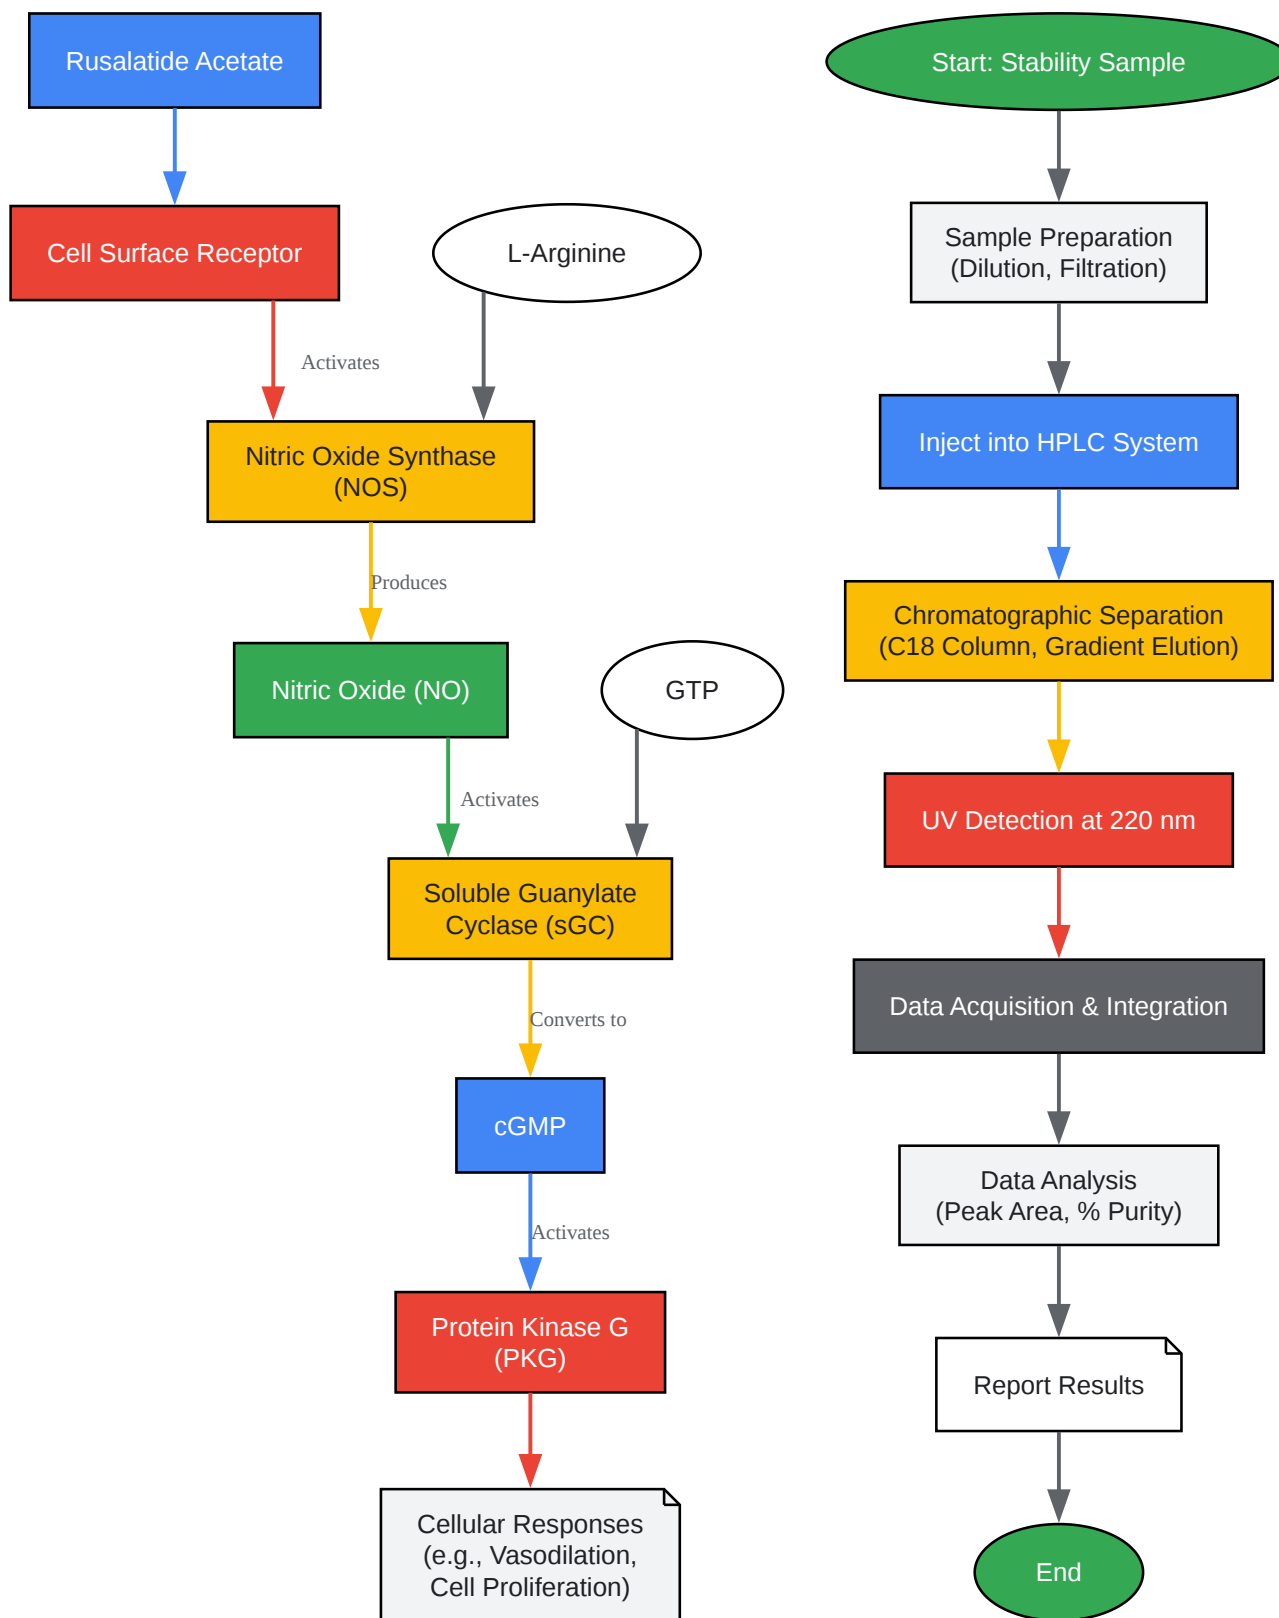 Rusalatide Acetate
Cell Surface Receptor
L-Arginine
Activates
Nitric Oxide Synthase
(NOS)
Produces
Nitric Oxide (NO)
GTP
Activates
Soluble Guanylate
Cyclase (sGC)
Converts to
cGMP
Activates
Protein Kinase G
(PKG)
Cellular Responses
(e.g., Vasodilation,
Cell Proliferation)
Start: Stability Sample
Sample Preparation
(Dilution, Filtration)
Inject into HPLC System
Chromatographic Separation
(C18 Column, Gradient Elution)
UV Detection at 220 nm
Data Acquisition & Integration
Data Analysis
(Peak Area, % Purity)
Report Results
End